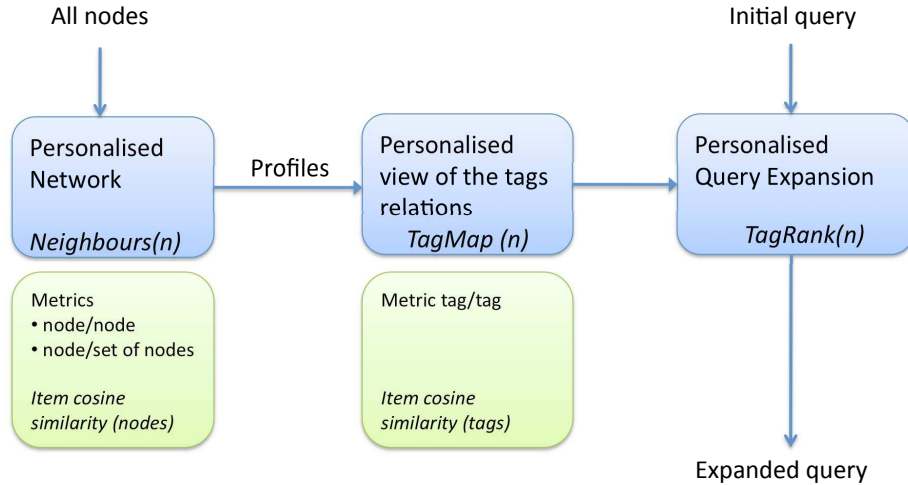 All nodes
Initial query
Personalised
Network
Neighbours(n)
Profiles
Personalised
view of the tags
relations
TagMap (n)
Personalised
Query Expansion
TagRank(n)
Metrics
• node/node
• node/set of nodes
Item cosine
similarity (nodes)
Metric tag/tag
Item cosine
similarity (tags)
Expanded query